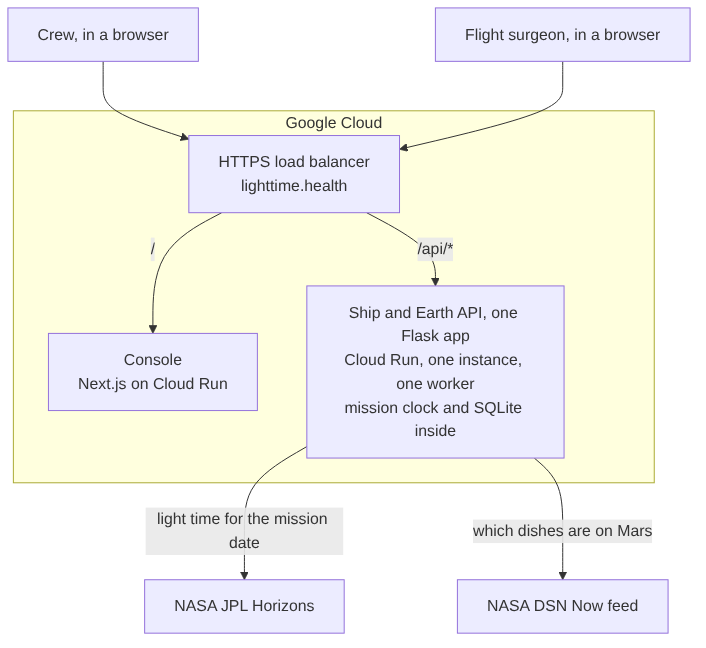 Crew, in a browser
Flight surgeon, in a browser
Google Cloud
HTTPS load balancer
lighttime.health
/
/api/*
Console
Next.js on Cloud Run
Ship and Earth API, one
Flask app
Cloud Run, one instance,
one worker
mission clock and SQLite
inside
light time for the mission
date
which dishes are on Mars
NASA JPL Horizons
NASA DSN Now feed